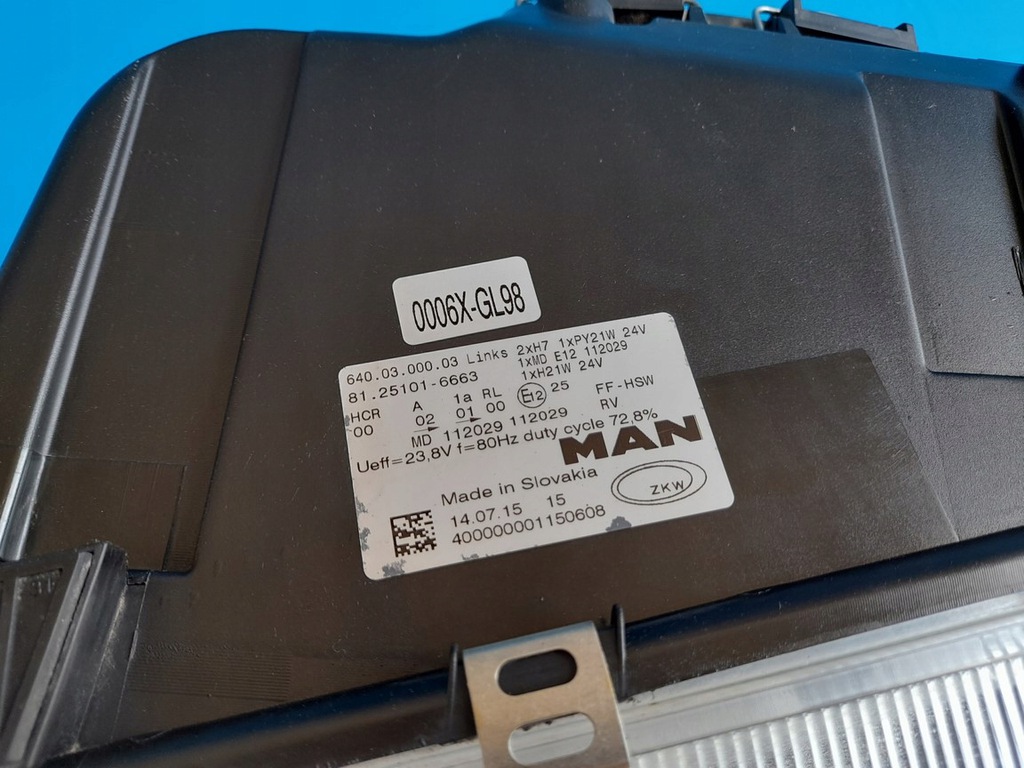 0006X-GL98
640.03.000.03 Links 2xH7 1xPY21W 24V
81.25101-6663 1xMD E12 112029
1xH21W 24V
HCR A 1a RL E12 25 FF-HSW
00 02 01 00 RV
MD 112029 112029
Ueff=23,8V f=80Hz duty cycle 72,8%
MAN
Made in Slovakia
ZKW
14.07.15 15
400000001150608